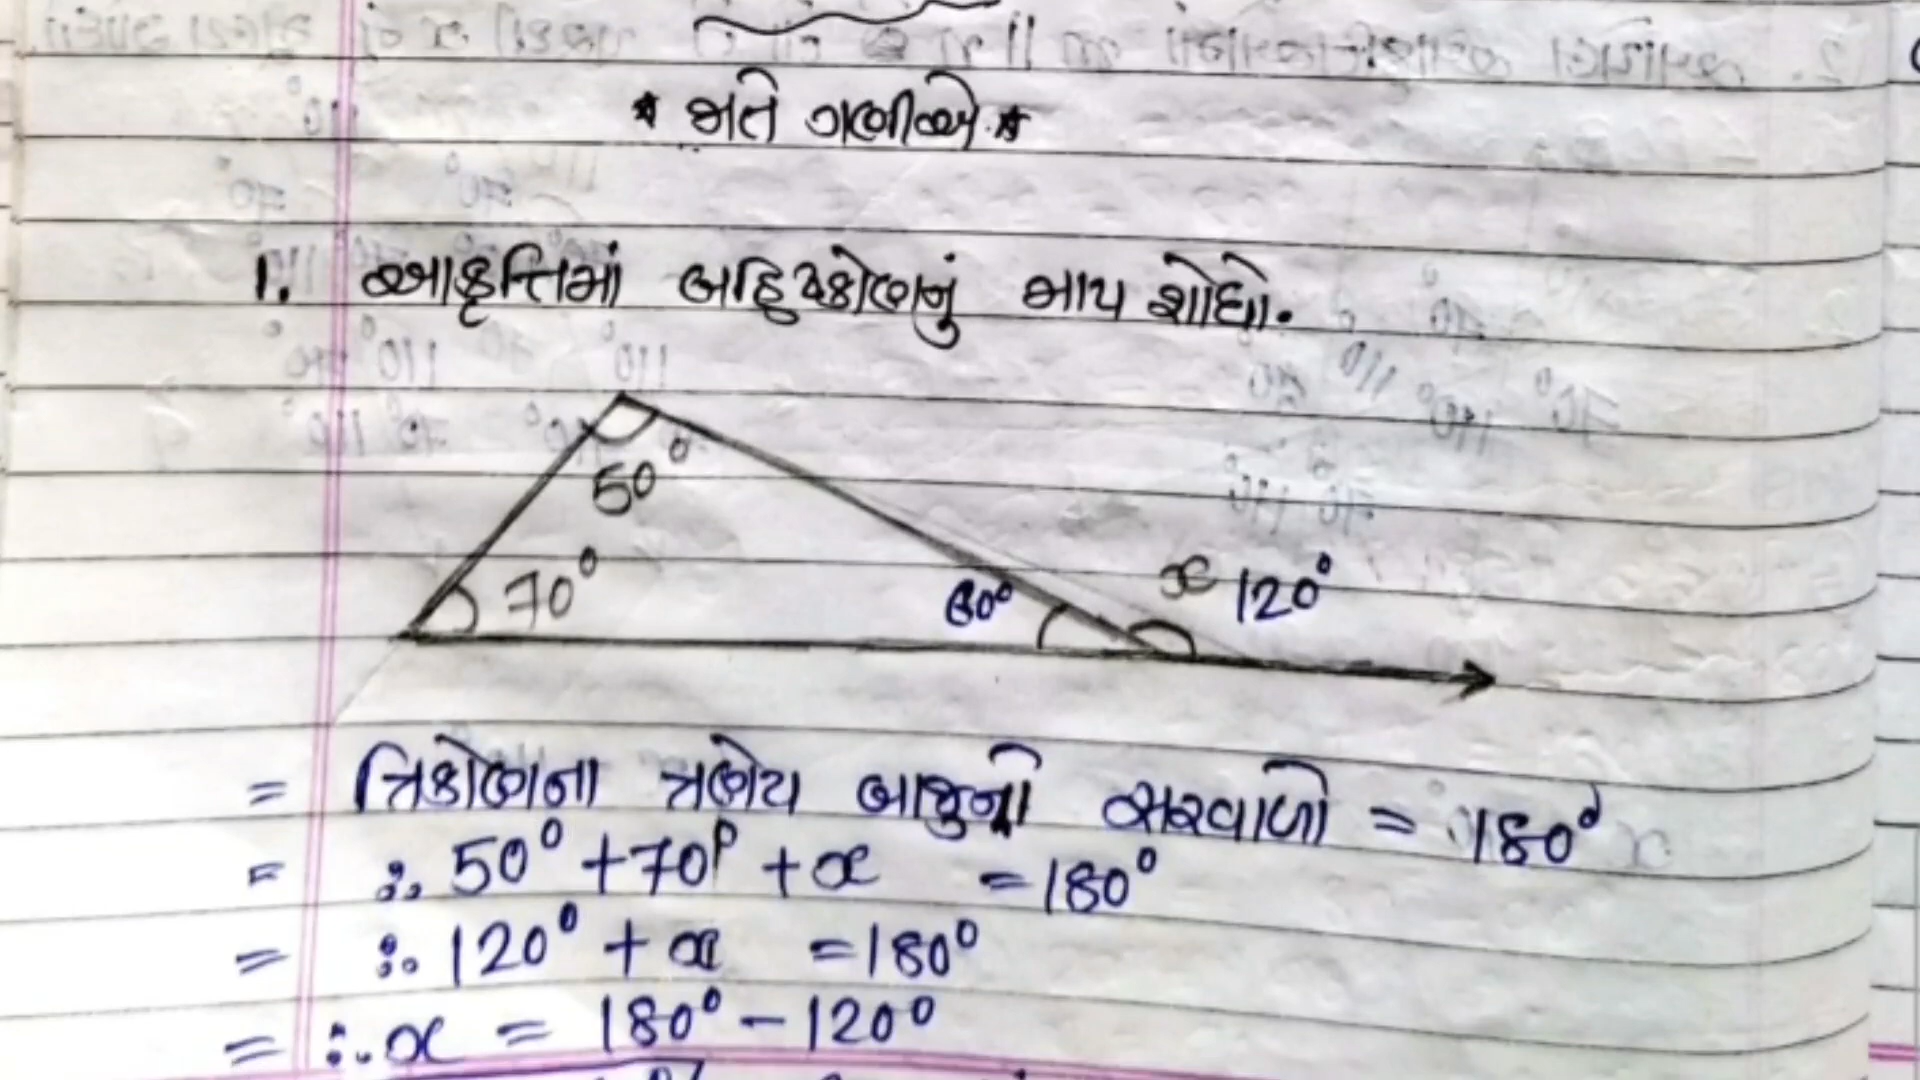 * જાતે ગણીએ *
1. આકૃત્તિમાં બહિષ્કોણનું માપ શોધો.
50°
70°
60°
x 120°
= ત્રિકોણના ત્રણેય બાજુનો સરવાળો = 180°
= ∴ 50° + 70° + x = 180°
= ∴ 120° + x = 180°
= ∴ x = 180° - 120°